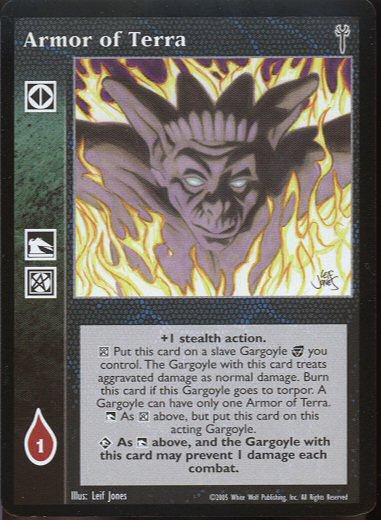 Armor of Terra
Leif
Jones
+1 stealth action.
Put this card on a slave Gargoyle you
control. The Gargoyle with this card treats
aggravated damage as normal damage. Burn
this card if this Gargoyle goes to torpor. A
Gargoyle can have only one Armor of Terra.
As above, but put this card on this
acting Gargoyle.
As above, and the Gargoyle with
this card may prevent 1 damage each
combat.
1
Illus: Leif Jones ©2005 White Wolf Publishing, Inc. All Rights Reserved